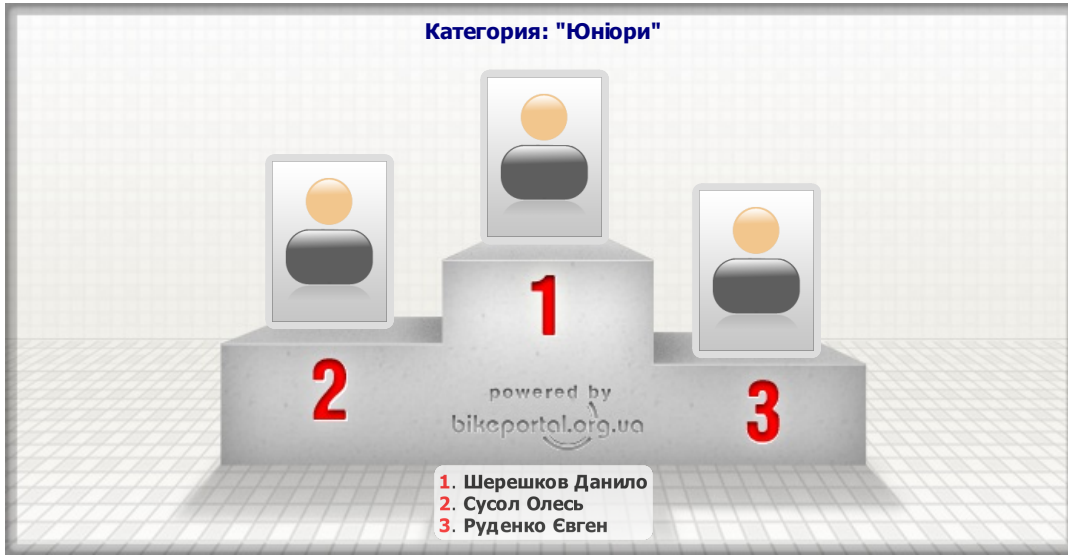 Категория: "Юніори"
1
2
3
powered by
bikeportal.org.ua
1. Шерешков Данило
2. Сусол Олесь
3. Руденко Євген